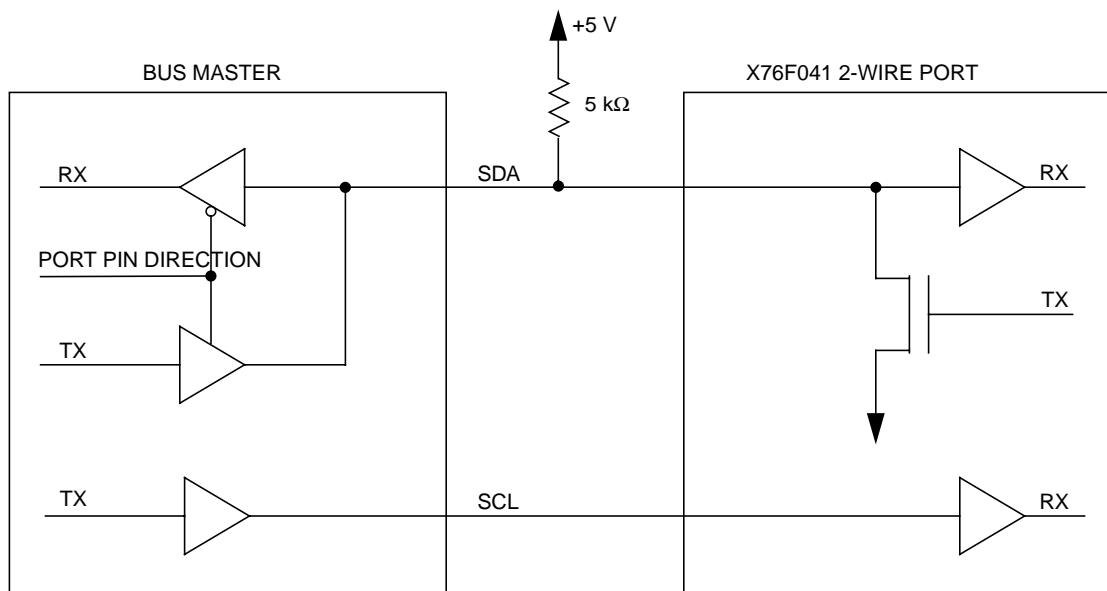 +5 V
BUS MASTER
X76F041 2-WIRE PORT
5 kΩ
RX
SDA
RX
PORT PIN DIRECTION
TX
TX
TX
SCL
RX